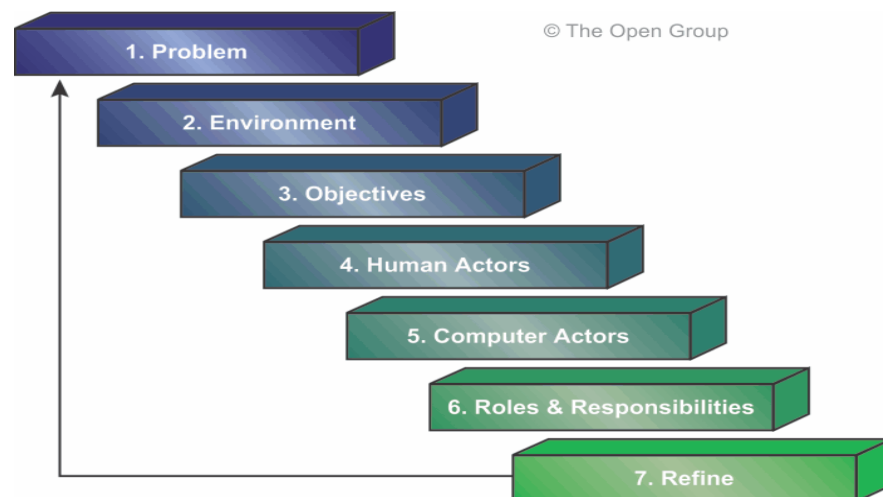 © The Open Group
1. Problem
2. Environment
3. Objectives
4. Human Actors
5. Computer Actors
6. Roles & Responsibilities
7. Refine